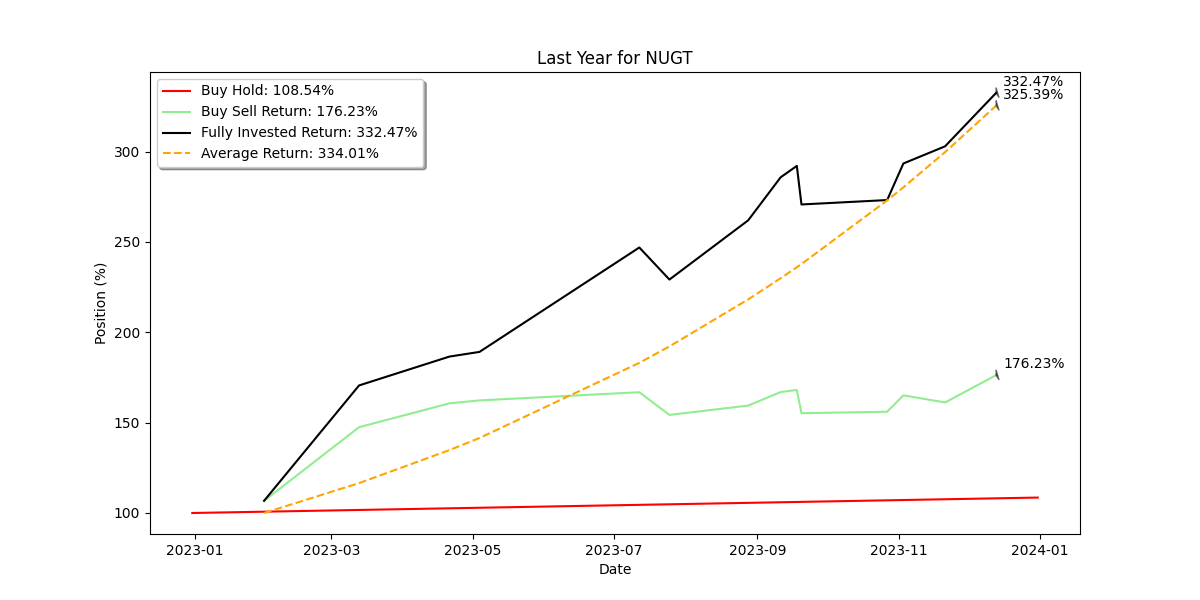 Last Year for NUGT
Buy Hold: 108.54%
Buy Sell Return: 176.23%
Fully Invested Return: 332.47%
Average Return: 334.01%
332.47%
325.39%
176.23%
Position (%)
300
250
200
150
100
2023-01
2023-03
2023-05
2023-07
2023-09
2023-11
2024-01
Date